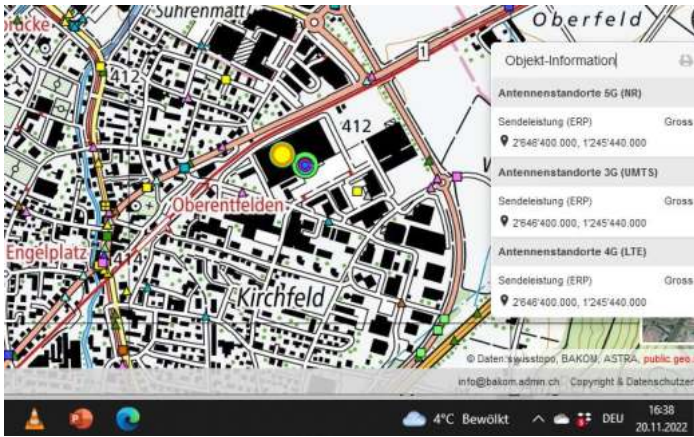 Suhrenmatt
Oberfeld
brücke
1
412
412
Oberentfelden
Engelplatz
414
Kirchfeld
Objekt-Information
Antennenstandorte 5G (NR)
Sendeleistung (ERP) Gross
2'646'400.000, 1'245'440.000
Antennenstandorte 3G (UMTS)
Sendeleistung (ERP) Gross
2'646'400.000, 1'245'440.000
Antennenstandorte 4G (LTE)
Sendeleistung (ERP) Gross
2'646'400.000, 1'245'440.000
© Daten:swisstopo, BAKOM, ASTRA, public.geo
info@bakom.admin.ch Copyright & Datenschutzer
4°C Bewölkt DEU 16:38
20.11.2022